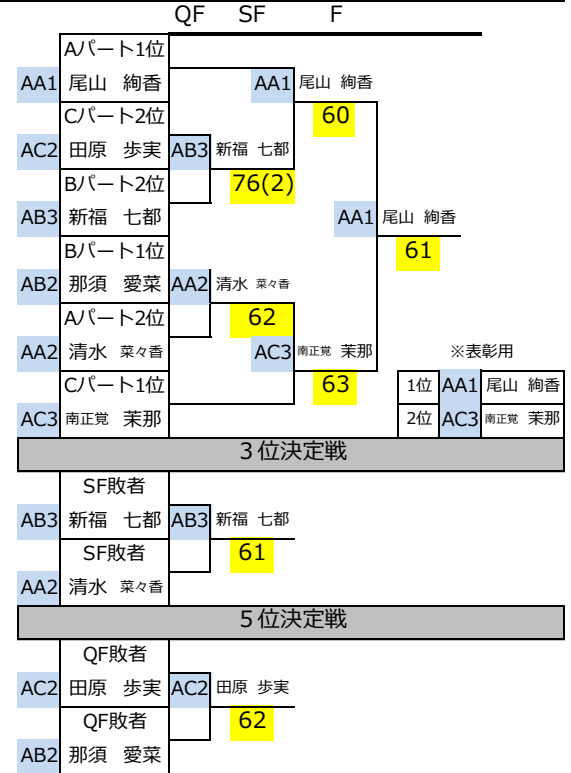 QF SF F
Aパート1位
AA1 尾山 絢香 AA1 尾山 絢香
Cパート2位 60
AC2 田原 歩実 AB3 新福 七都
Bパート2位 76(2)
AB3 新福 七都 AA1 尾山 絢香
Bパート1位 61
AB2 那須 愛菜 AA2 清水 菜々香
Aパート2位 62
AA2 清水 菜々香 AC3 南正覚 茉那 ※表彰用
Cパート1位 63 1位 AA1 尾山 絢香
AC3 南正覚 茉那 2位 AC3 南正覚 茉那
3位決定戦
SF敗者
AB3 新福 七都 AB3 新福 七都
SF敗者 61
AA2 清水 菜々香
5位決定戦
QF敗者
AC2 田原 歩実 AC2 田原 歩実
QF敗者 62
AB2 那須 愛菜